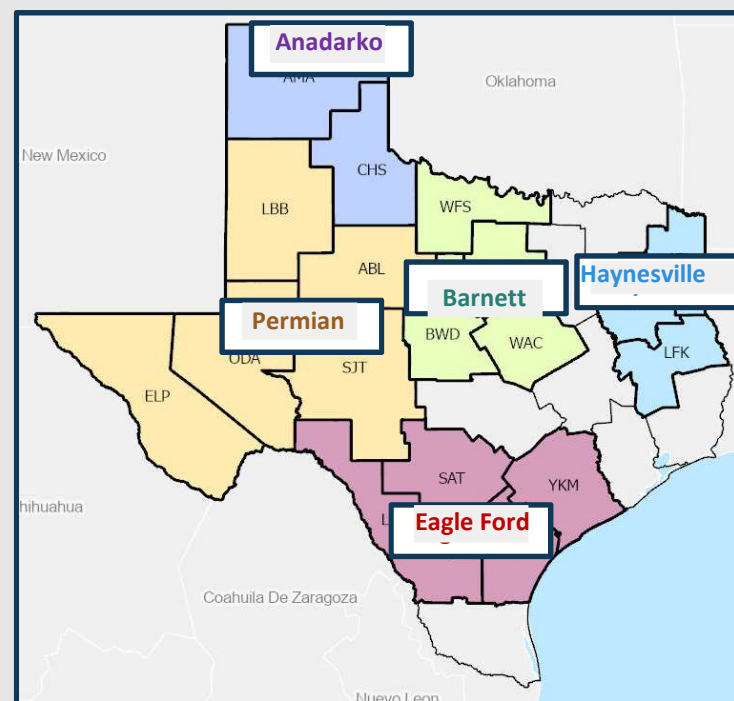 Anadarko
AMA
Oklahoma
New Mexico
CHS
LBB
WFS
ABL
Haynesville
Barnett
Permian
BWD
WAC
ODA
SJT
LFK
ELP
SAT
YKM
hihuahua
Eagle Ford
Coahuila De Zaragoza
Nuevo Leon